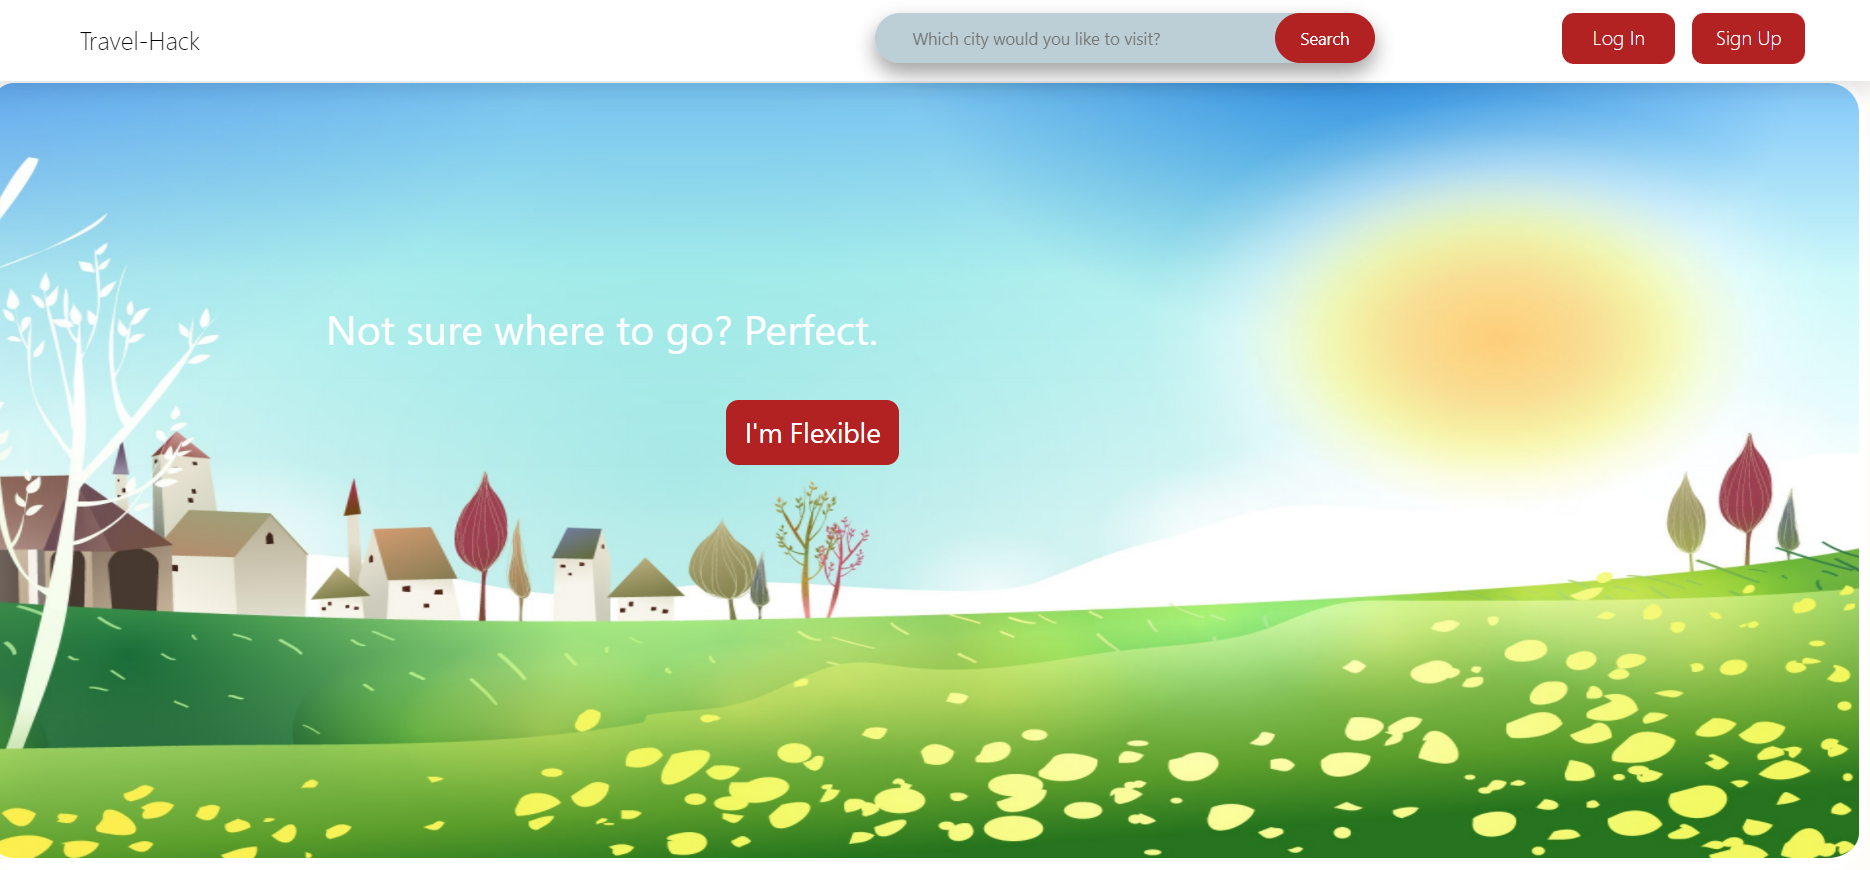 Travel-Hack
Which city would you like to visit?
Search
Log In
Sign Up
Not sure where to go? Perfect.
I'm Flexible